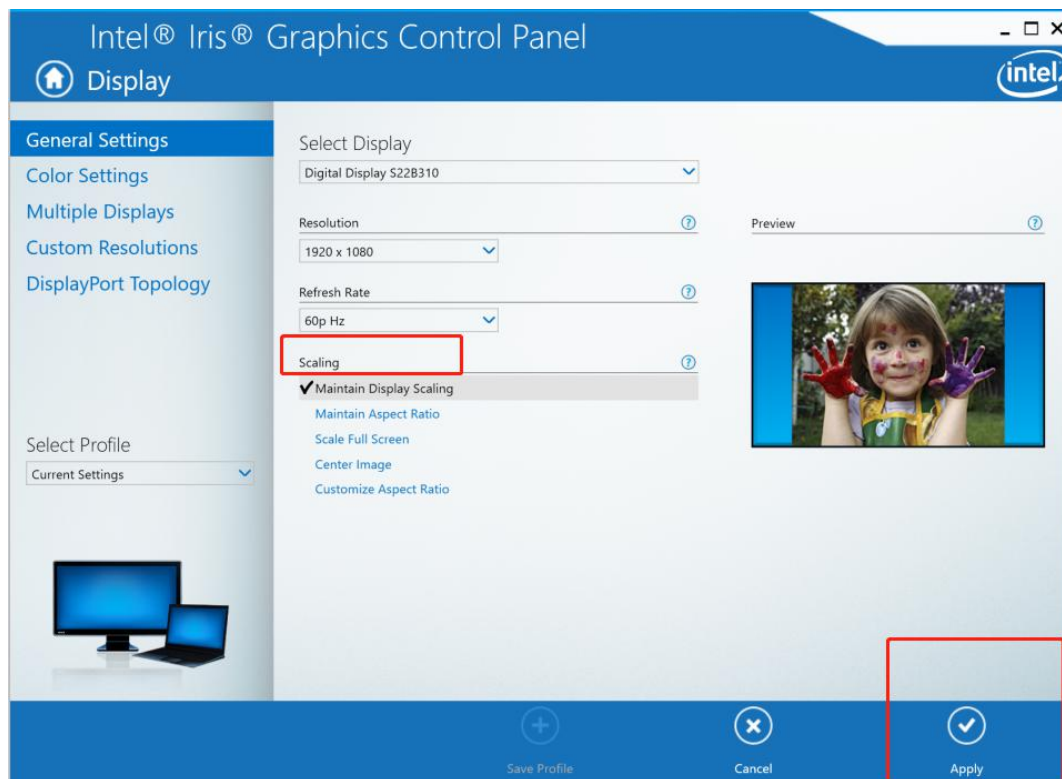 Intel® Iris® Graphics Control Panel
Display
intel
General Settings
Color Settings
Multiple Displays
Custom Resolutions
DisplayPort Topology
Select Profile
Current Settings
Select Display
Digital Display S22B310
Resolution
?
1920 x 1080
Refresh Rate
?
60p Hz
Scaling
?
Maintain Display Scaling
Maintain Aspect Ratio
Scale Full Screen
Center Image
Customize Aspect Ratio
Preview
?
Save Profile
Cancel
Apply